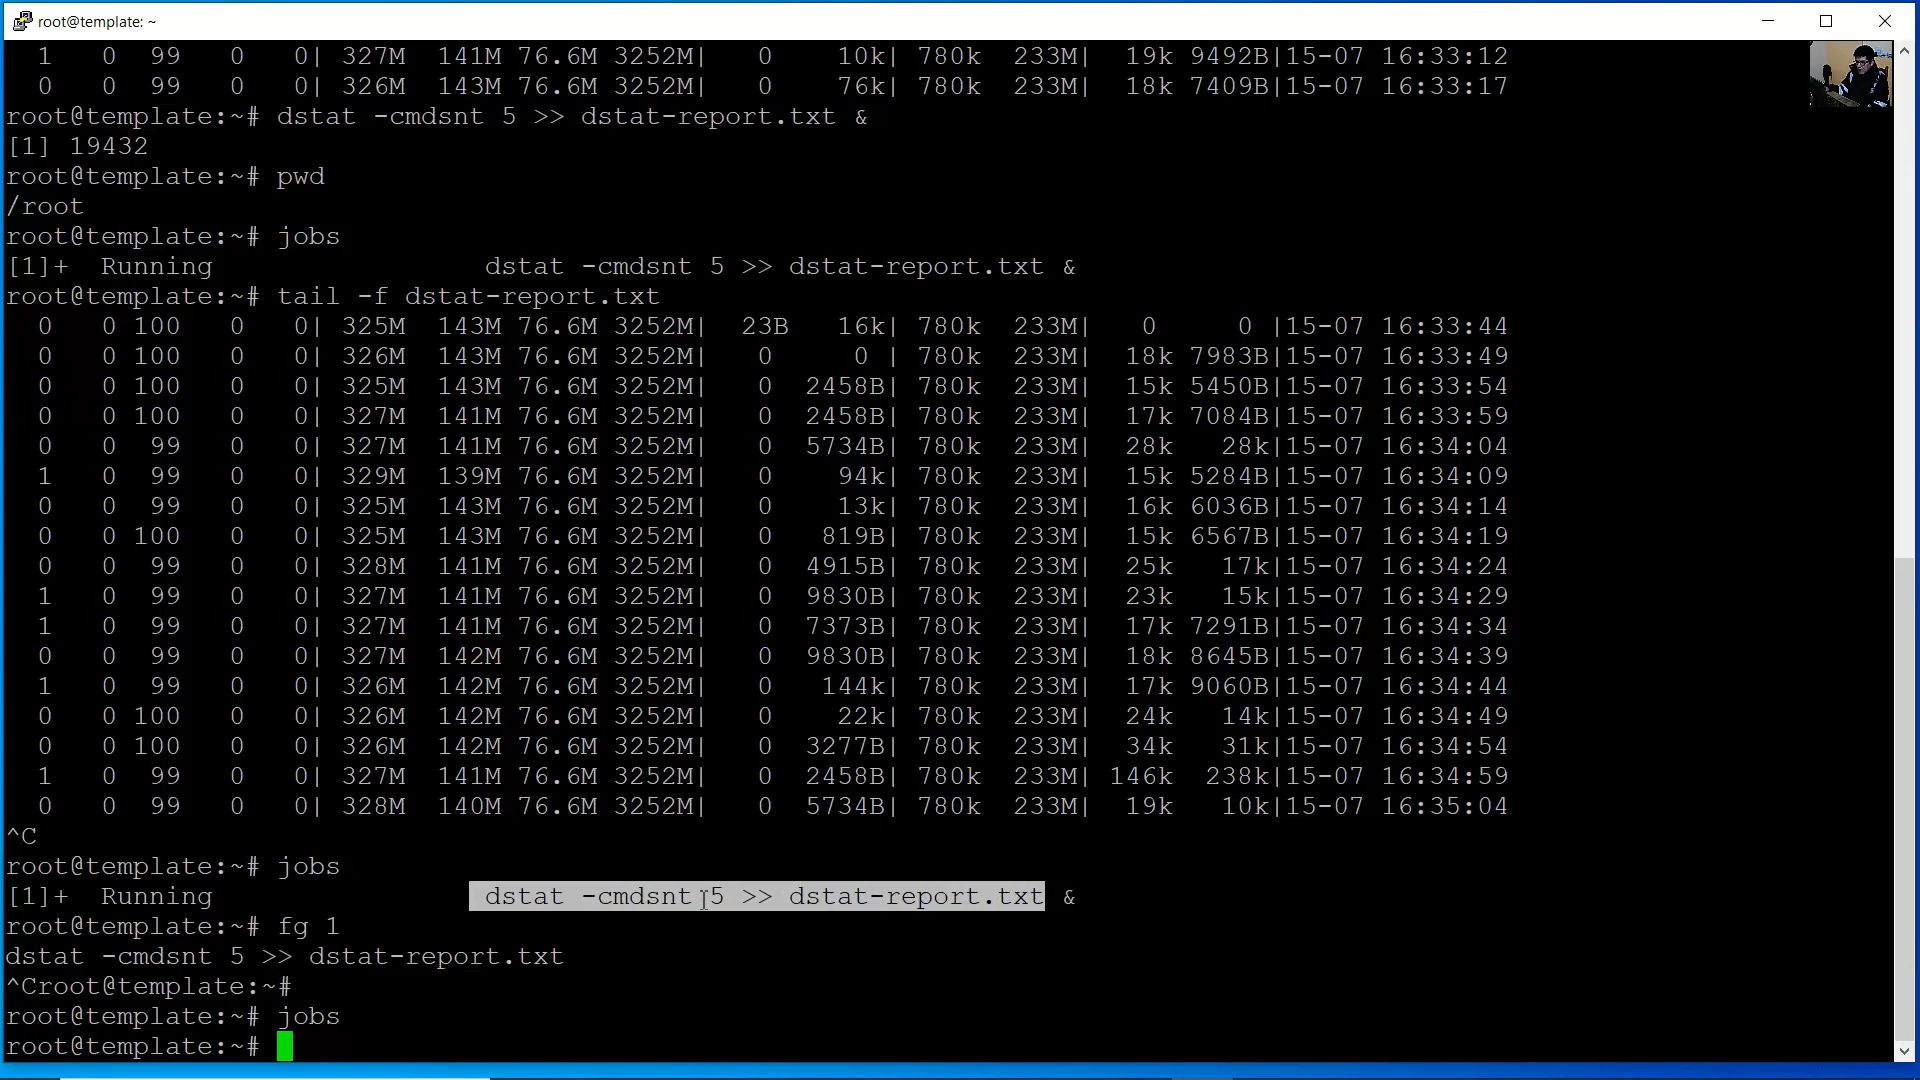 root@template: ~
1 0 99 0 0| 327M 141M 76.6M 3252M| 0 10k| 780k 233M| 19k 9492B|15-07 16:33:12
0 0 99 0 0| 326M 143M 76.6M 3252M| 0 76k| 780k 233M| 18k 7409B|15-07 16:33:17
root@template:~# dstat -cmdsnt 5 >> dstat-report.txt &
[1] 19432
root@template:~# pwd
/root
root@template:~# jobs
[1]+ Running dstat -cmdsnt 5 >> dstat-report.txt &
root@template:~# tail -f dstat-report.txt
0 0 100 0 0| 325M 143M 76.6M 3252M| 23B 16k| 780k 233M| 0 0 |15-07 16:33:44
0 0 100 0 0| 326M 143M 76.6M 3252M| 0 0 | 780k 233M| 18k 7983B|15-07 16:33:49
0 0 100 0 0| 325M 143M 76.6M 3252M| 0 2458B| 780k 233M| 15k 5450B|15-07 16:33:54
0 0 100 0 0| 327M 141M 76.6M 3252M| 0 2458B| 780k 233M| 17k 7084B|15-07 16:33:59
0 0 99 0 0| 327M 141M 76.6M 3252M| 0 5734B| 780k 233M| 28k 28k|15-07 16:34:04
1 0 99 0 0| 329M 139M 76.6M 3252M| 0 94k| 780k 233M| 15k 5284B|15-07 16:34:09
0 0 99 0 0| 325M 143M 76.6M 3252M| 0 13k| 780k 233M| 16k 6036B|15-07 16:34:14
0 0 100 0 0| 325M 143M 76.6M 3252M| 0 819B| 780k 233M| 15k 6567B|15-07 16:34:19
0 0 99 0 0| 328M 141M 76.6M 3252M| 0 4915B| 780k 233M| 25k 17k|15-07 16:34:24
1 0 99 0 0| 327M 141M 76.6M 3252M| 0 9830B| 780k 233M| 23k 15k|15-07 16:34:29
1 0 99 0 0| 327M 141M 76.6M 3252M| 0 7373B| 780k 233M| 17k 7291B|15-07 16:34:34
0 0 99 0 0| 327M 142M 76.6M 3252M| 0 9830B| 780k 233M| 18k 8645B|15-07 16:34:39
1 0 99 0 0| 326M 142M 76.6M 3252M| 0 144k| 780k 233M| 17k 9060B|15-07 16:34:44
0 0 100 0 0| 326M 142M 76.6M 3252M| 0 22k| 780k 233M| 24k 14k|15-07 16:34:49
0 0 100 0 0| 326M 142M 76.6M 3252M| 0 3277B| 780k 233M| 34k 31k|15-07 16:34:54
1 0 99 0 0| 327M 141M 76.6M 3252M| 0 2458B| 780k 233M| 146k 238k|15-07 16:34:59
0 0 99 0 0| 328M 140M 76.6M 3252M| 0 5734B| 780k 233M| 19k 10k|15-07 16:35:04
^C
root@template:~# jobs
[1]+ Running dstat -cmdsnt 5 >> dstat-report.txt &
root@template:~# fg 1
dstat -cmdsnt 5 >> dstat-report.txt
^Croot@template:~#
root@template:~# jobs
root@template:~#